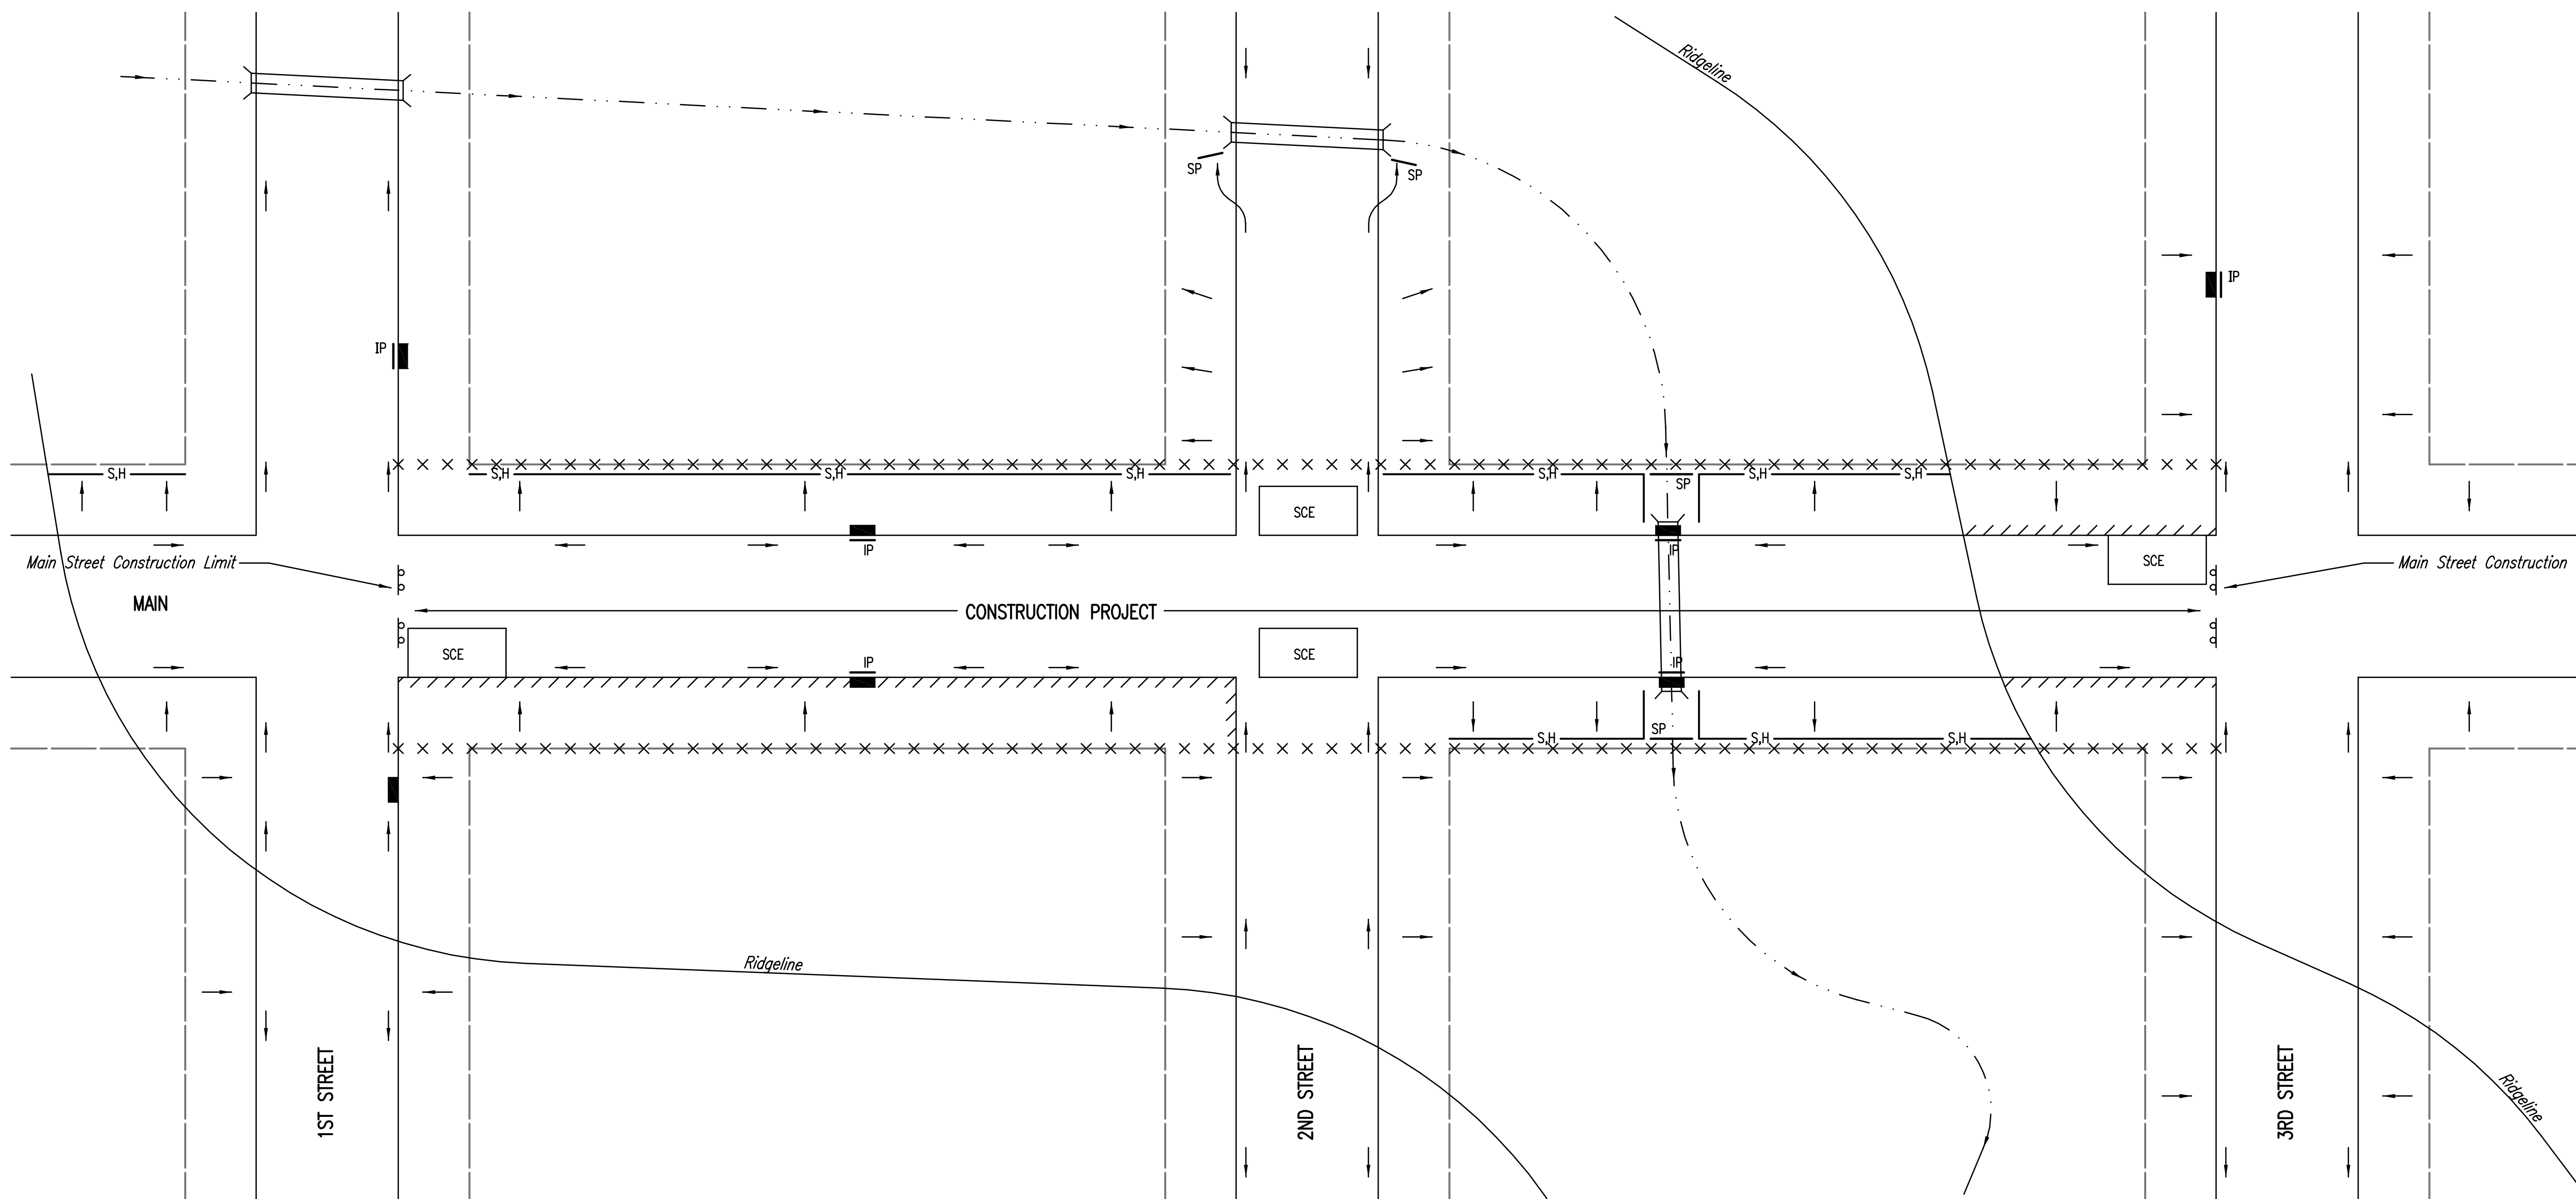 Ridgeline
SP
SP
IP
IP
S,H
S,H
S,H
S,H
S,H
S,H
S,H
SP
SCE
IP
IP
Main Street Construction Limit
SCE
Main Street Construction
MAIN
CONSTRUCTION PROJECT
SCE
IP
SCE
IP
SP
S,H
S,H
S,H
Ridgeline
1ST STREET
2ND STREET
3RD STREET
Ridgeline